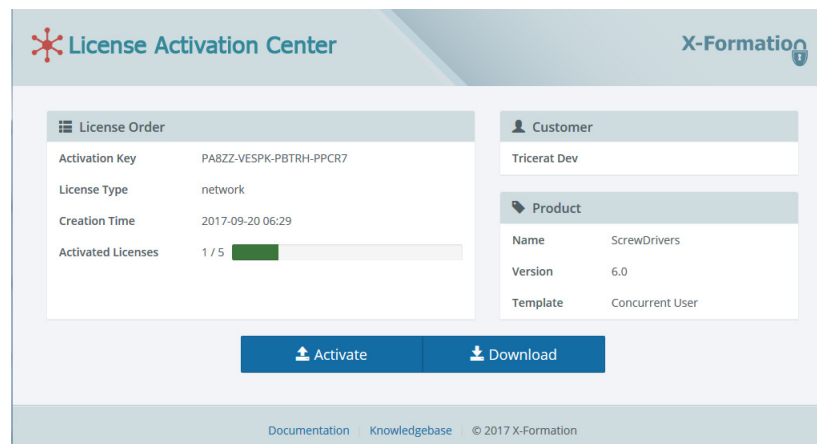 License Activation Center
X-Formation
License Order
Activation Key PA8ZZ-VESPK-PBTRH-PPCR7
License Type network
Creation Time 2017-09-20 06:29
Activated Licenses 1 / 5
Customer
Tricerat Dev
Product
Name ScrewDrivers
Version 6.0
Template Concurrent User
Activate
Download
Documentation Knowledgebase © 2017 X-Formation